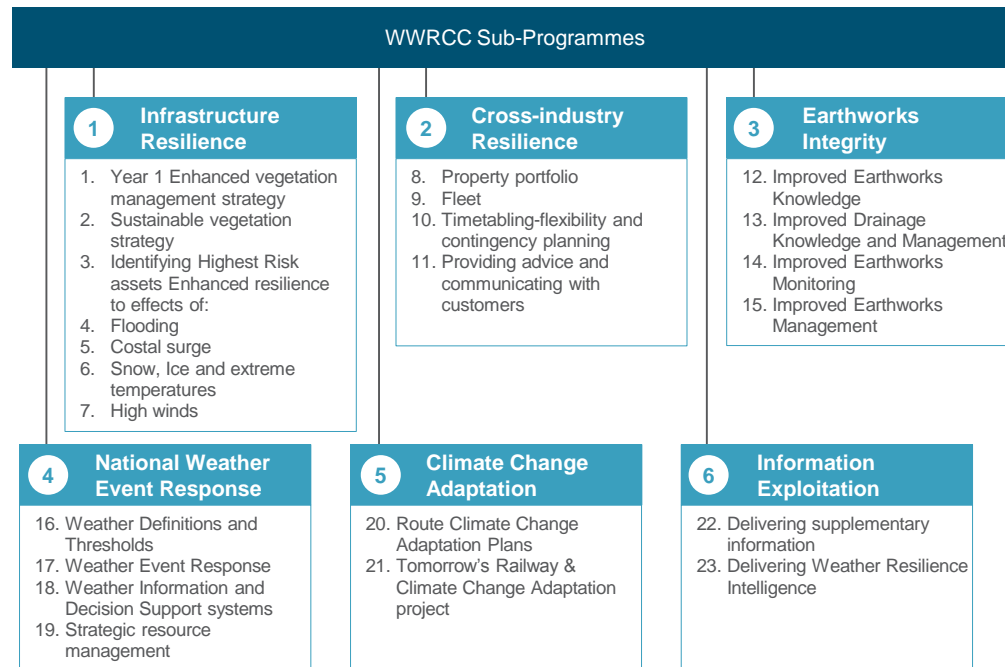 WWRCC Sub-Programmes
1
Infrastructure
Resilience
1. Year 1 Enhanced vegetation
management strategy
2. Sustainable vegetation
strategy
3. Identifying Highest Risk
assets Enhanced resilience
to effects of:
4. Flooding
5. Costal surge
6. Snow, Ice and extreme
temperatures
7. High winds
2
Cross-industry
Resilience
8. Property portfolio
9. Fleet
10. Timetabling-flexibility and
contingency planning
11. Providing advice and
communicating with
customers
3
Earthworks
Integrity
12. Improved Earthworks
Knowledge
13. Improved Drainage
Knowledge and Management
14. Improved Earthworks
Monitoring
15. Improved Earthworks
Management
4
National Weather
Event Response
16. Weather Definitions and
Thresholds
17. Weather Event Response
18. Weather Information and
Decision Support systems
19. Strategic resource
management
5
Climate Change
Adaptation
20. Route Climate Change
Adaptation Plans
21. Tomorrow's Railway &
Climate Change Adaptation
project
6
Information
Exploitation
22. Delivering supplementary
information
23. Delivering Weather Resilience
Intelligence